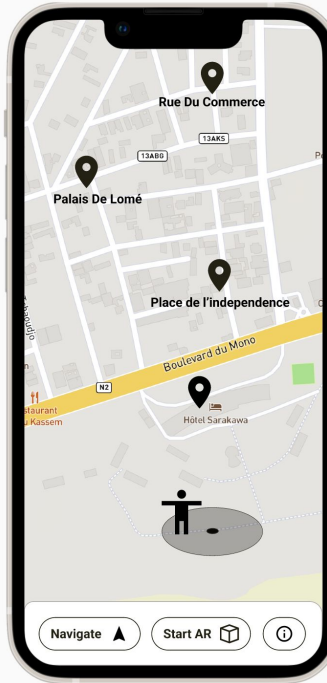 Rue Du Commerce
13AKS
13ABG
Palais De Lomé
Place de l'independence
Boulevard du Mono
N2
Hôtel Sarakawa
Kassem
Navigate
Start AR